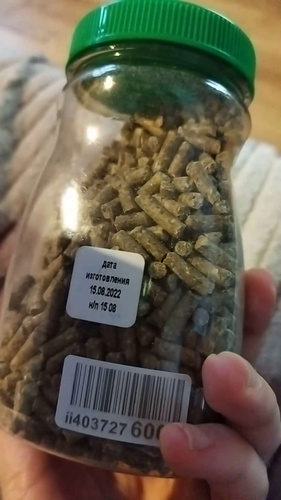 дата
изготовления
15.08.2022
н/п 15 08
ii403727 600